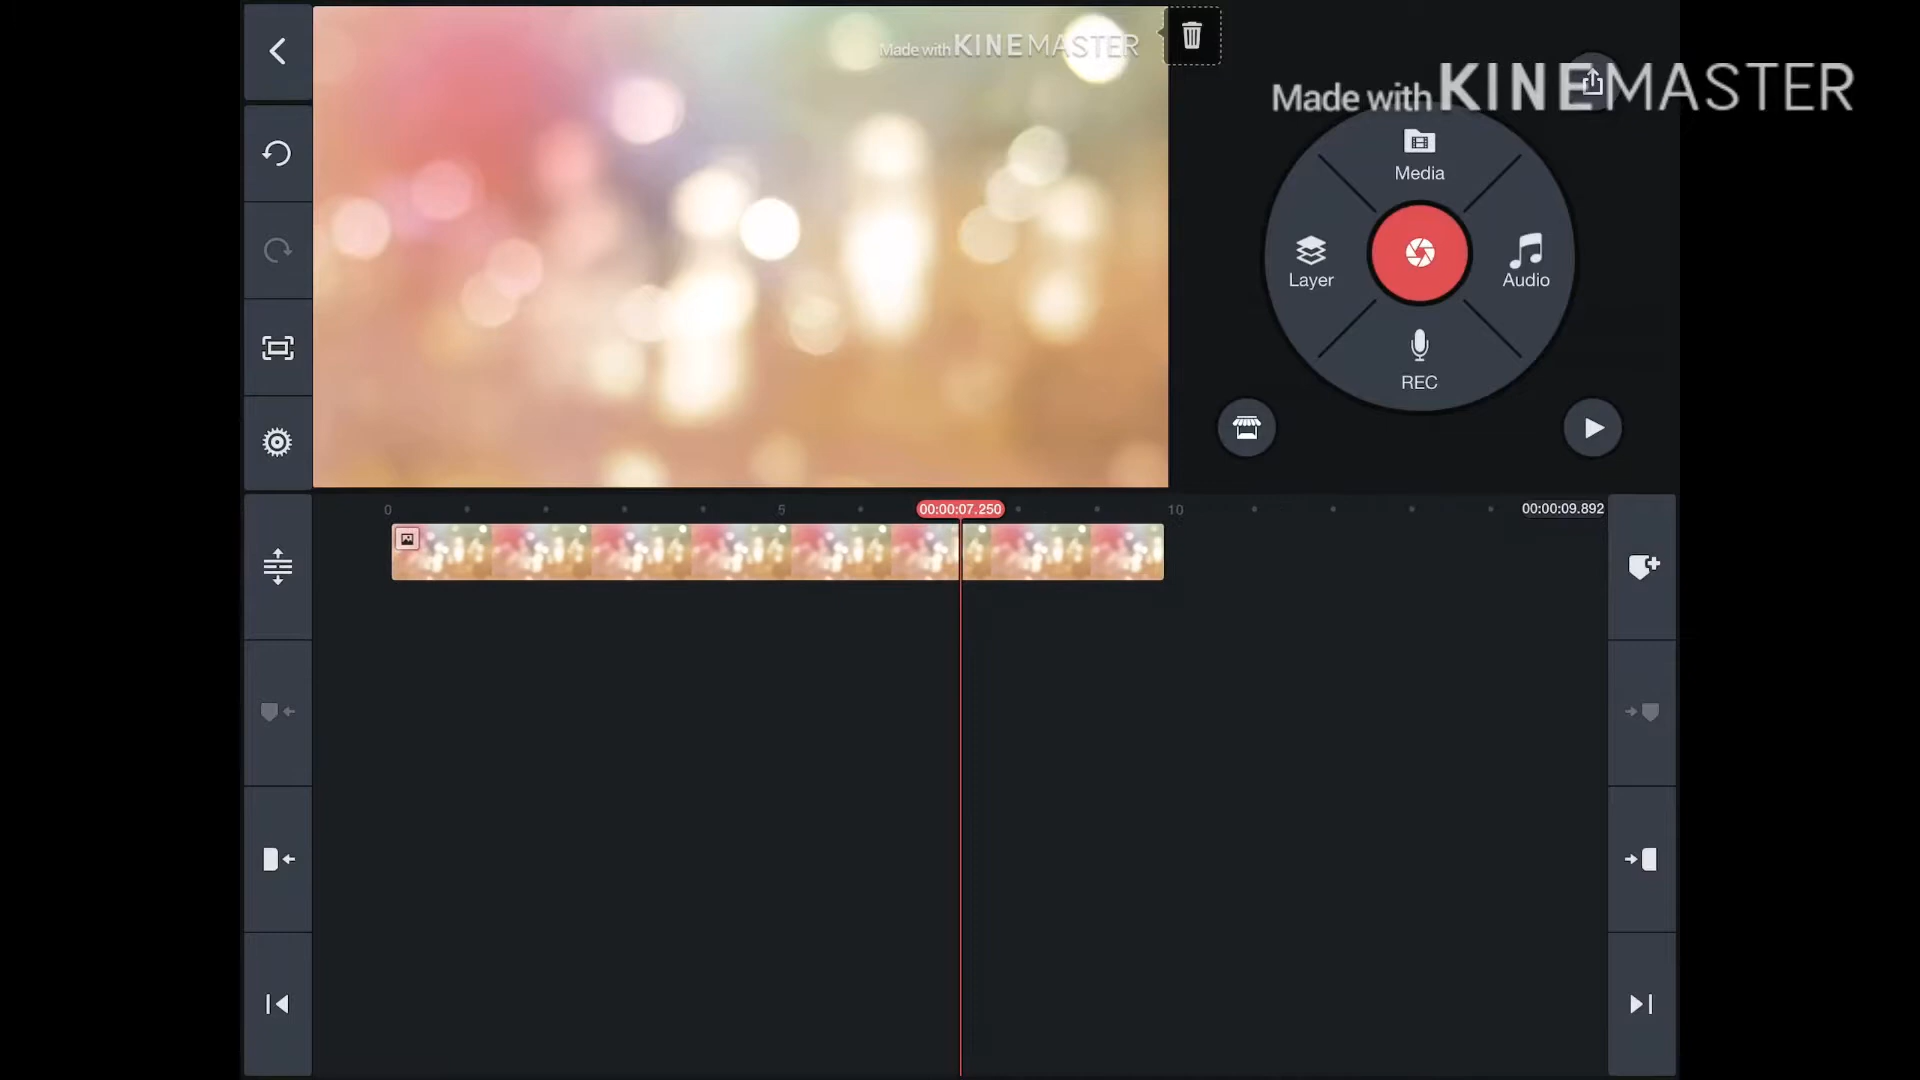 Made with KINEMASTER
Made with KINEMASTER
Media
Layer
Audio
REC
0
5
00:00:07.250
10
00:00:09.892